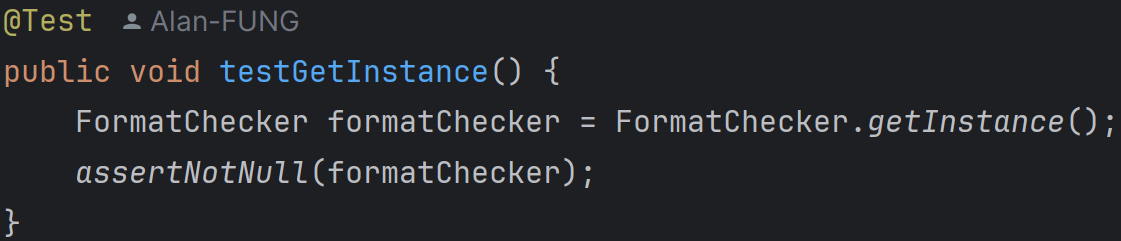 @Test Alan-FUNG
public void testGetInstance() {
    FormatChecker formatChecker = FormatChecker.getInstance();
    assertNotNull(formatChecker);
}